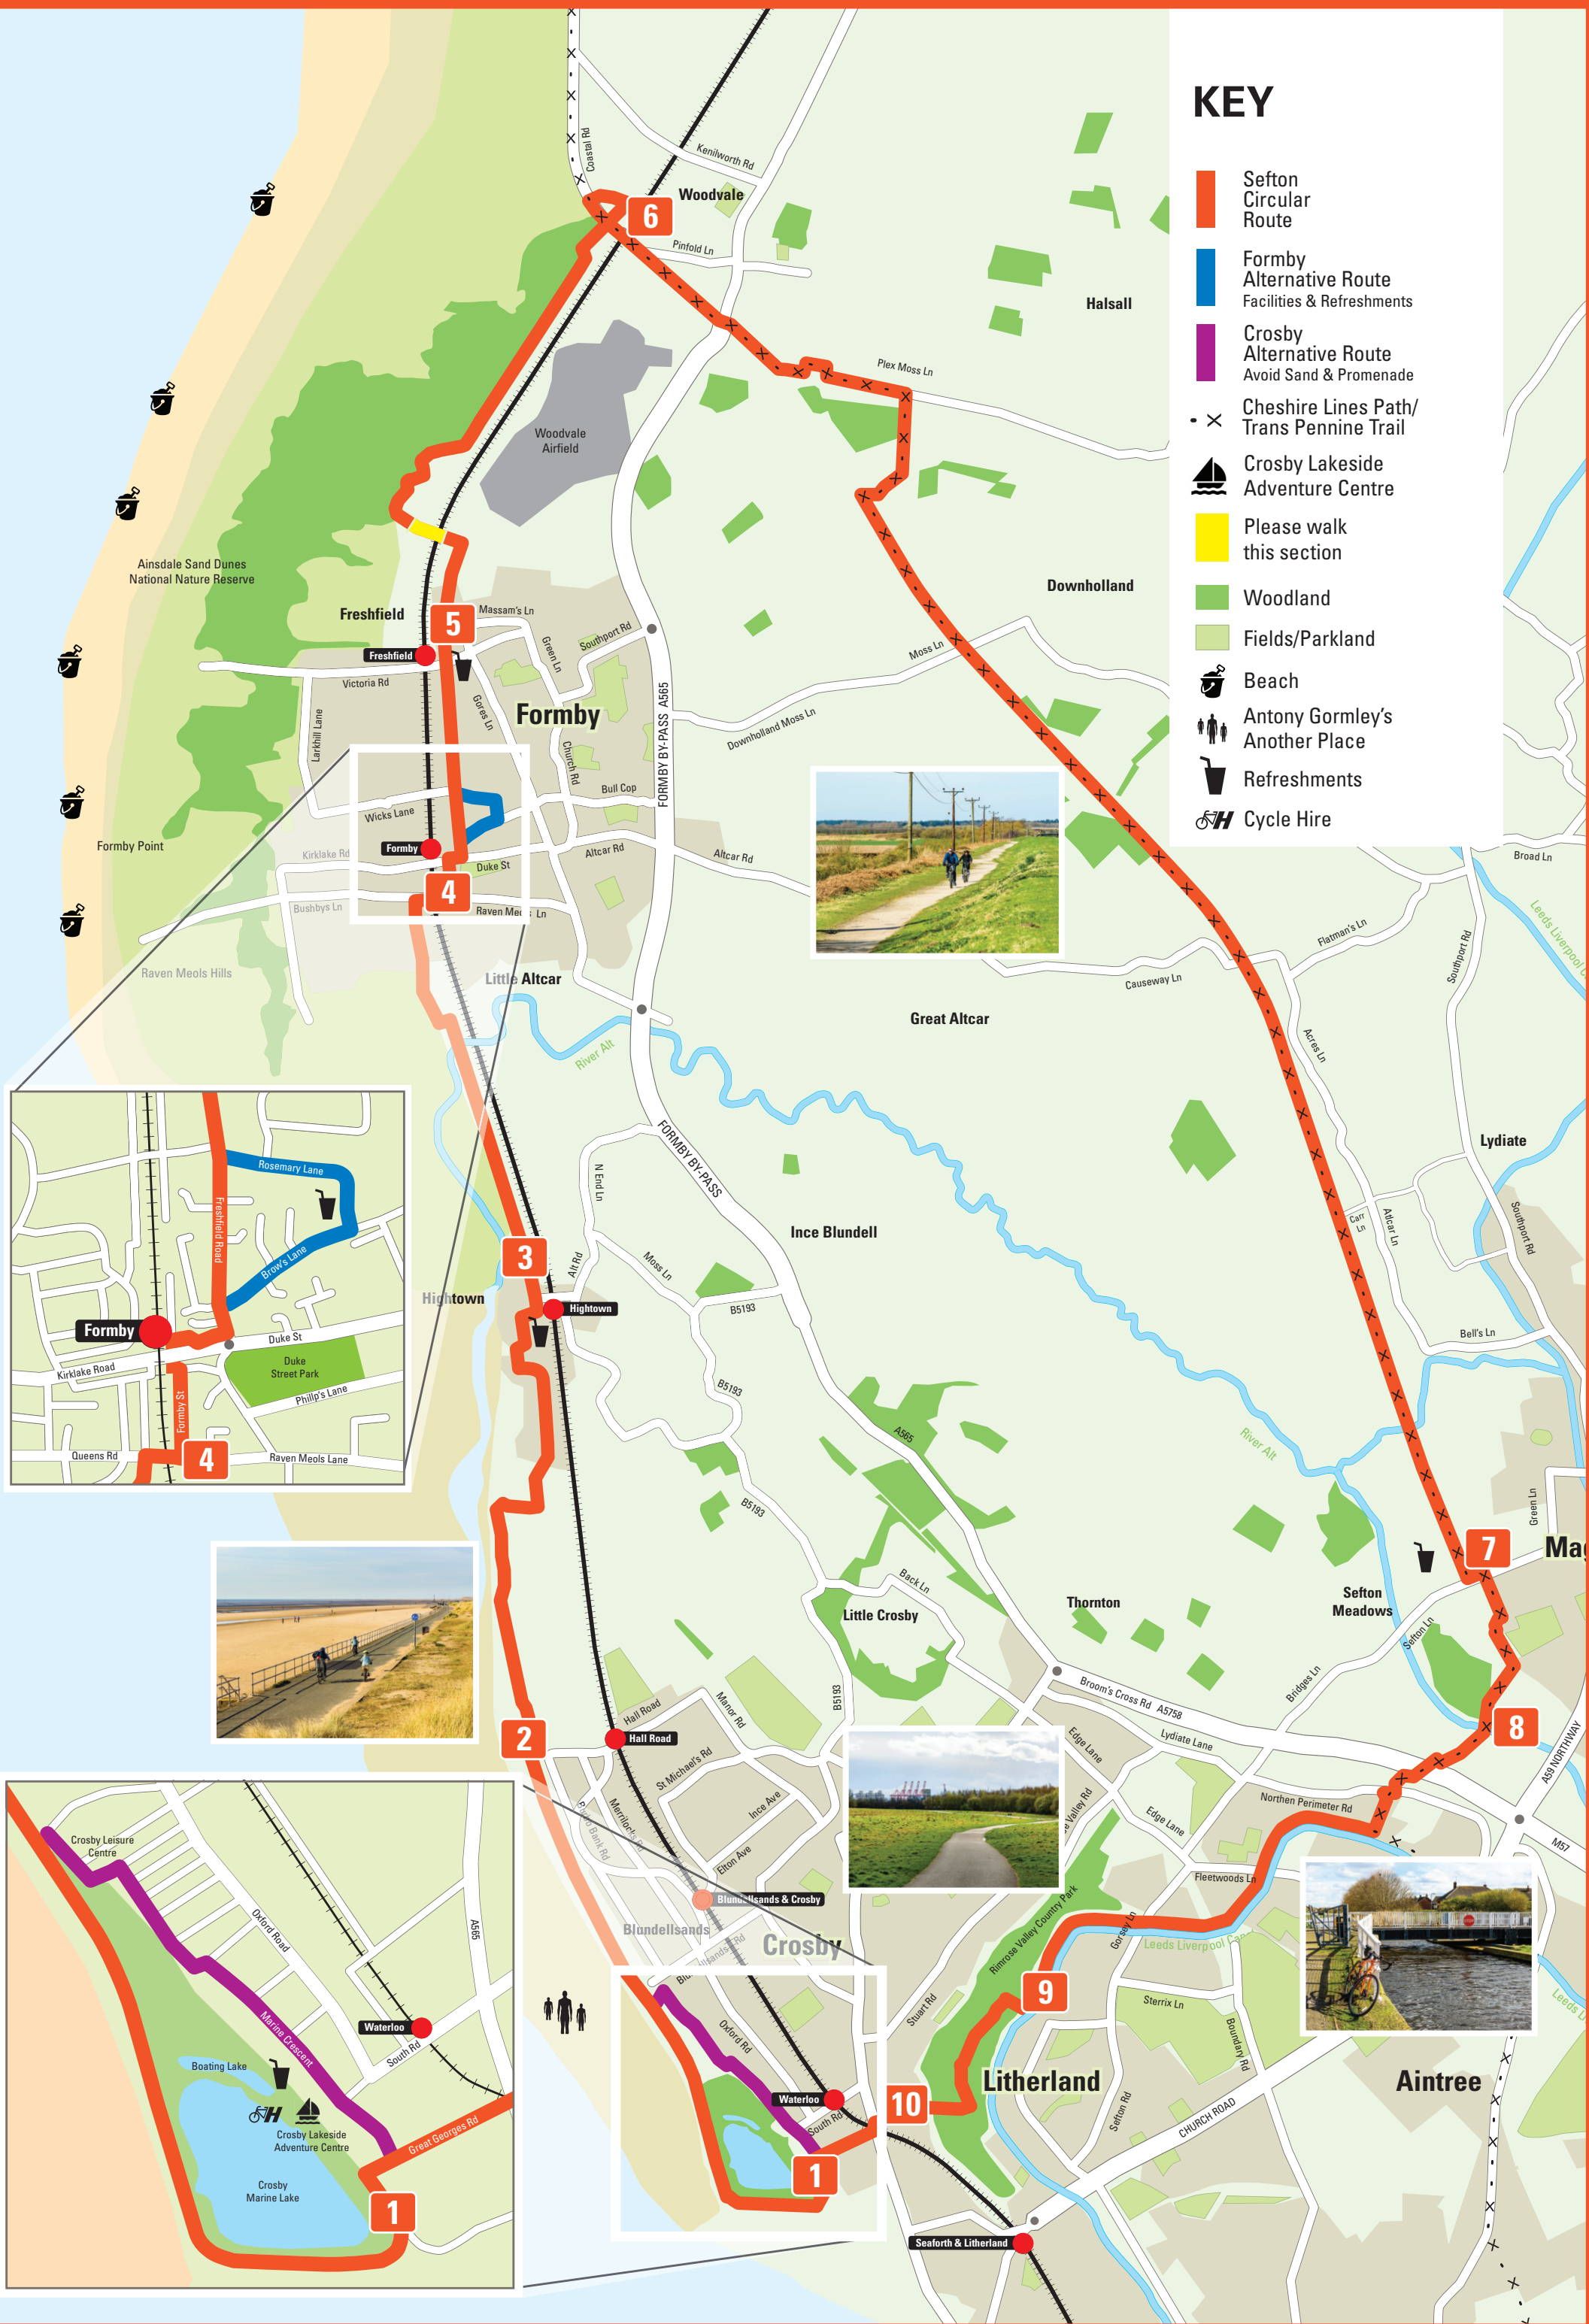 KEY
Sefton
Circular
Route
Formby
Alternative Route
Facilities & Refreshments
Crosby
Alternative Route
Avoid Sand & Promenade
Cheshire Lines Path/
Trans Pennine Trail
Crosby Lakeside
Adventure Centre
Please walk
this section
Woodland
Fields/Parkland
Beach
Antony Gormley's
Another Place
Refreshments
H Cycle Hire
Coastal Rd
Kenilworth Rd
Woodvale
6
Pinfold Ln
Halsall
Plex Moss Ln
Woodvale
Airfield
Ainsdale Sand Dunes
National Nature Reserve
Downholland
Freshfield
5
Massam's Ln
Green Ln
Southport Rd
Moss Ln
Freshfield
Victoria Rd
Gores Ln
Formby
FORMBY BY-PASS A565
Larkhill Lane
Church Rd
Downholland Moss Ln
Bull Cop
Wicks Lane
Formby Point
Formby
Kirklake Rd
Duke St
Altcar Rd
Altcar Rd
Broad Ln
4
Bushbys Ln
Raven Meols Ln
Leeds Liverpool
Flatman's Ln
Southport Rd
Raven Meols Hills
Little Altcar
Causeway Ln
Great Altcar
River Alt
Acres Ln
FORMBY BY-PASS
Lydiate
N End Ln
Rosemary Lane
Freshfield Road
Brow's Lane
Formby
Duke St
Kirklake Road
Duke
Street Park
Phillp's Lane
Formby St
Queens Rd
4
Raven Meols Lane
Ince Blundell
Carr
Ln
Altcar Ln
Southport Rd
3
Alt Rd
Moss Ln
Hightown
Hightown
B5193
Bell's Ln
B5193
A565
River Alt
B5193
Green Ln
7
Back Ln
Little Crosby
Thornton
Sefton
Meadows
Sefton Ln
Bridges Ln
B5193
Broom's Cross Rd A5758
Manor Rd
Hall Road
2
Hall Road
8
Lydiate Lane
Edge Lane
A59 NORTHWAY
St Michael's Rd
Ince Ave
Merrilocks Rd
Elton Ave
Valley Rd
Edge Lane
Northen Perimeter Rd
M57
Blundellsands & Crosby
Blundellsands
Crosby
Fleetwoods Ln
Rimrose Valley Country Park
Gorsey Ln
Leeds Liverpool
9
Stuart Rd
Sterrix Ln
Boundary Rd
Leeds
Oxford Rd
Waterloo
South Rd
10
Litherland
Aintree
Sefton Rd
CHURCH ROAD
1
Seaforth & Litherland
Crosby Leisure
Centre
Oxford Road
A565
Marine Crescent
Waterloo
South Rd
Boating Lake
H
Crosby Lakeside
Adventure Centre
Great Georges Rd
Crosby
Marine Lake
1